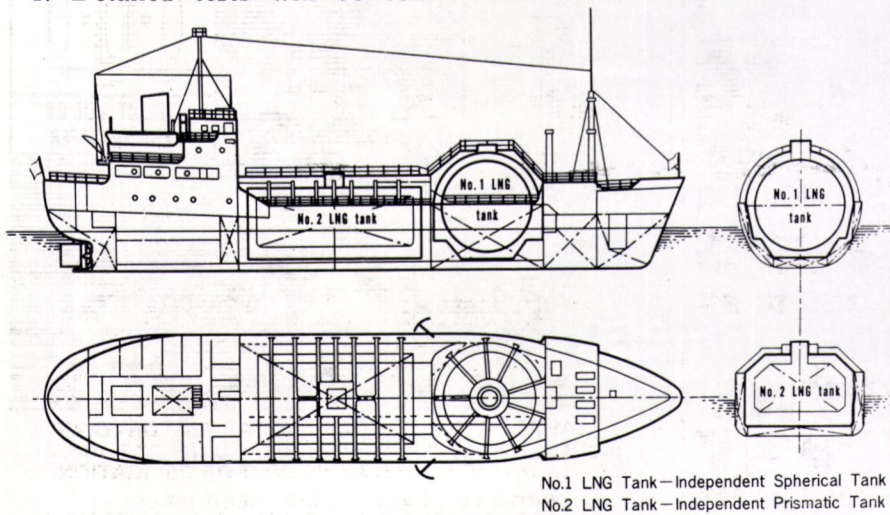 No.1 LNG
tank
No.2 LNG tank
No.1 LNG
tank
No.2 LNG tank
No.1 LNG Tank—Independent Spherical Tank
No.2 LNG Tank—Independent Prismatic Tank